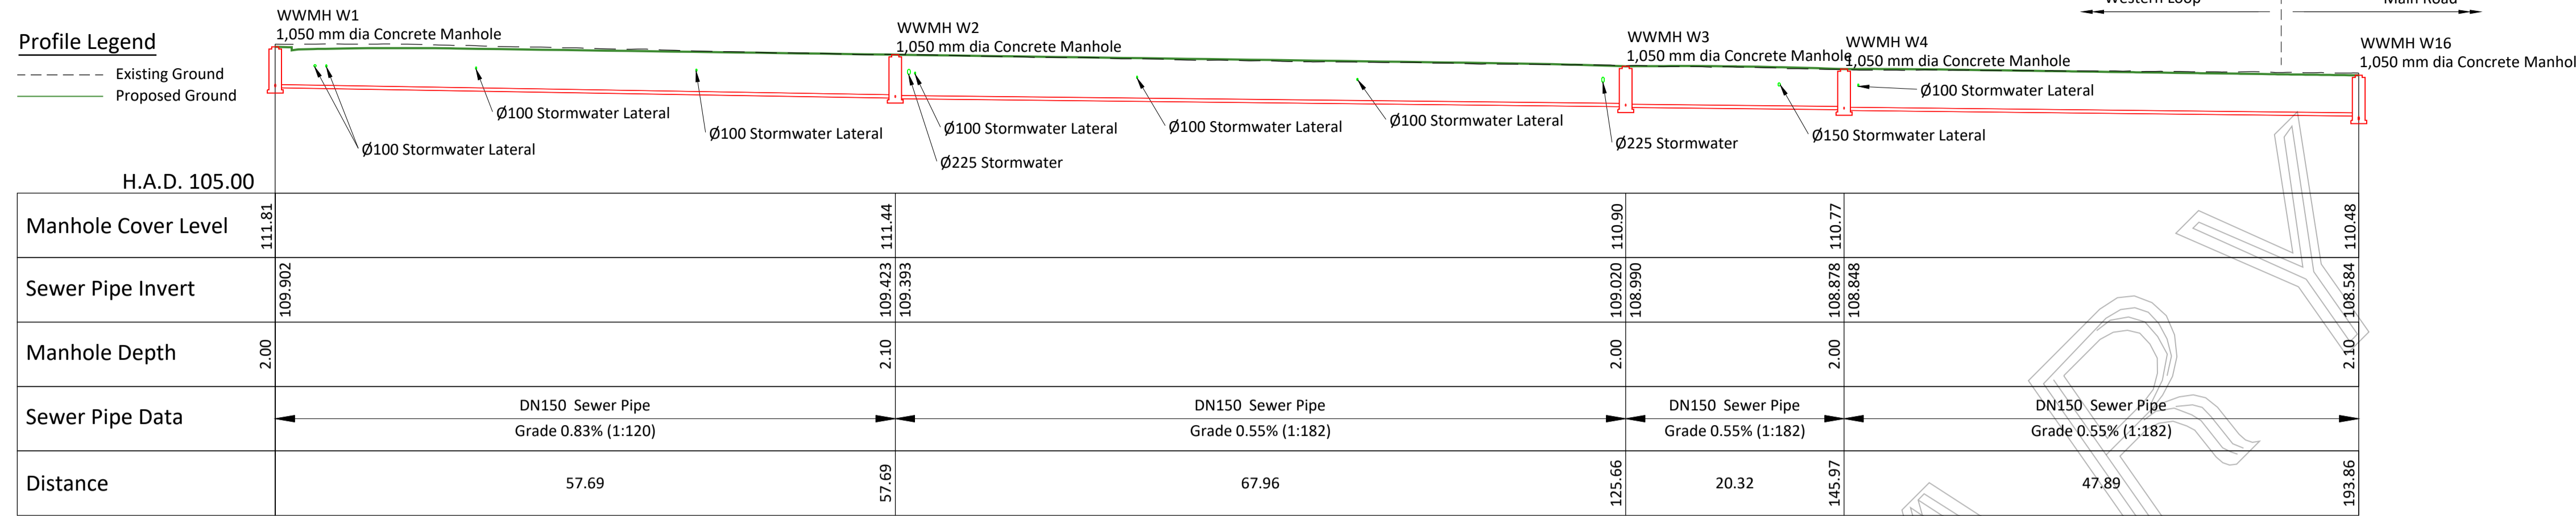 Western Loop
Main Road
WWMH W1
1,050 mm dia Concrete Manhole
WWMH W2
1,050 mm dia Concrete Manhole
WWMH W3
1,050 mm dia Concrete Manhole
WWMH W4
1,050 mm dia Concrete Manhole
WWMH W16
1,050 mm dia Concrete Manhol
Profile Legend
Existing Ground
Proposed Ground
Ø100 Stormwater Lateral
Ø100 Stormwater Lateral
Ø100 Stormwater Lateral
Ø100 Stormwater Lateral
Ø225 Stormwater
Ø100 Stormwater Lateral
Ø100 Stormwater Lateral
Ø225 Stormwater
Ø150 Stormwater Lateral
Ø100 Stormwater Lateral
H.A.D. 105.00
Manhole Cover Level 111.81 111.44 110.90 110.77 110.48
Sewer Pipe Invert 109.902 109.423 109.393 109.020 108.990 108.878 108.848 108.584
Manhole Depth 2.00 2.10 2.00 2.00 2.10
Sewer Pipe Data
DN150 Sewer Pipe
Grade 0.83% (1:120)
DN150 Sewer Pipe
Grade 0.55% (1:182)
DN150 Sewer Pipe
Grade 0.55% (1:182)
DN150 Sewer Pipe
Grade 0.55% (1:182)
Distance 57.69 57.69 67.96 125.66 20.32 145.97 47.89 193.86